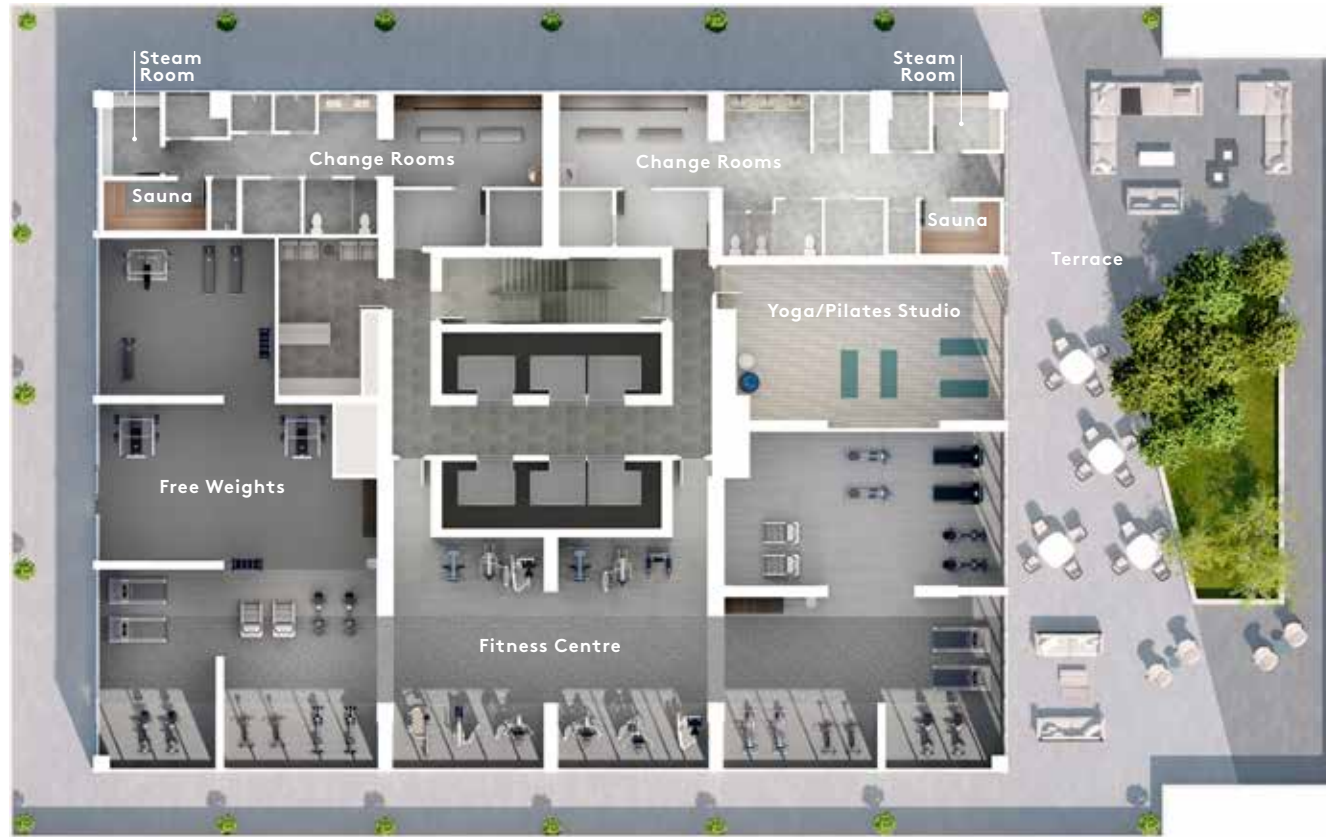 Steam
Room
Steam
Room
Change Rooms
Change Rooms
Sauna
Sauna
Terrace
Yoga/Pilates Studio
Free Weights
Fitness Centre